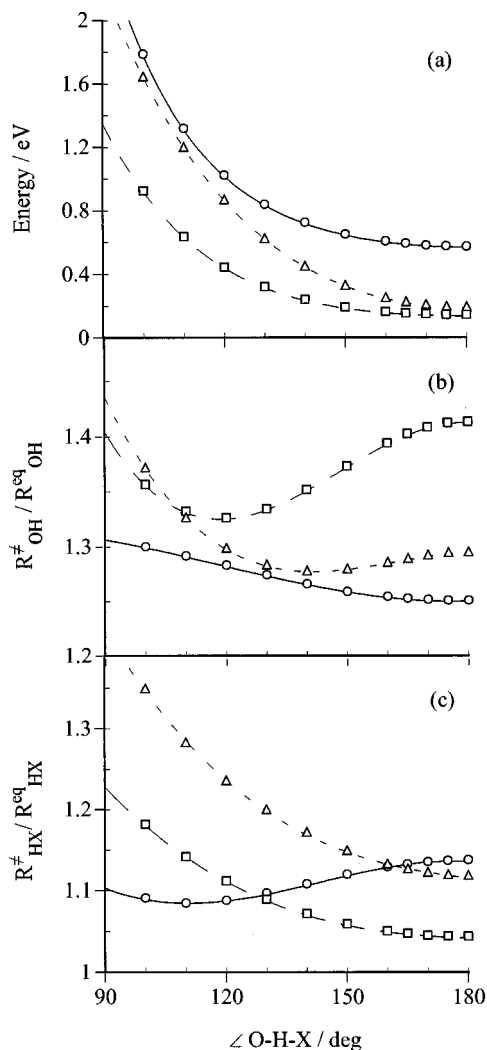 2
(a)
1.6
1.2
Energy / eV
0.8
0.4
0
(b)
1.4
R≠OH / ReqOH
1.3
1.2
(c)
1.3
R≠HX / ReqHX
1.2
1.1
1
90 120 150 180
∠ O-H-X / deg